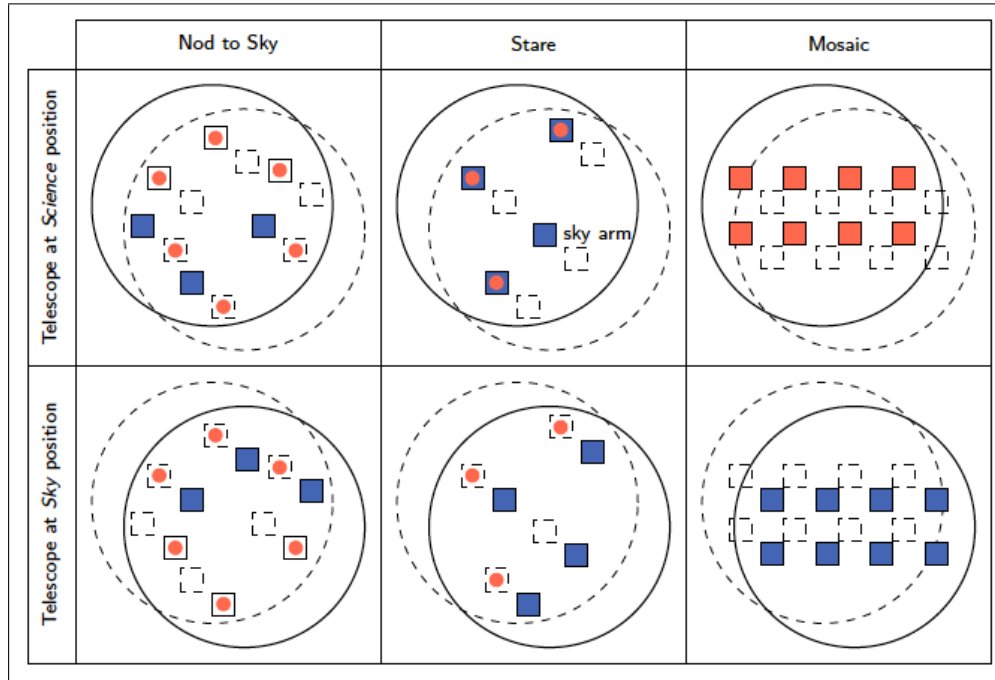 Nod to Sky
Stare
Mosaic
Telescope at Science position
sky arm
Telescope at Sky position